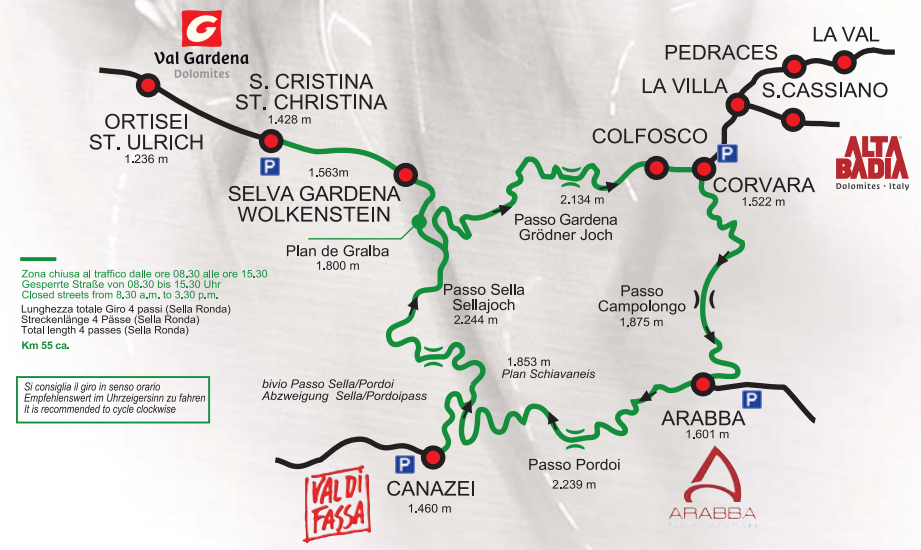 G
Val Gardena
Dolomites
ORTISEI
ST. ULRICH
1.236 m
S. CRISTINA
ST. CHRISTINA
1.428 m
P
1.563m
SELVA GARDENA
WOLKENSTEIN
Plan de Gralba
1.800 m
LA VAL
PEDRACES
LA VILLA
S.CASSIANO
COLFOSCO
P
CORVARA
1.522 m
ALTA
BADIA
Dolomites · Italy
2.134 m
Passo Gardena
Grödner Joch
Passo Sella
Sellajoch
2.244 m
Passo
Campolongo
1.875 m
Zona chiusa al traffico dalle ore 08.30 alle ore 15.30
Gesperrte Straße von 08.30 bis 15.30 Uhr
Closed streets from 8.30 a.m. to 3.30 p.m.
Lunghezza totale Giro 4 passi (Sella Ronda)
Streckenlänge 4 Pässe (Sella Ronda)
Total length 4 passes (Sella Ronda)
Km 55 ca.
Si consiglia il giro in senso orario
Empfehlenswert im Uhrzeigersinn zu fahren
It is recommended to cycle clockwise
bivio Passo Sella/Pordoi
Abzweigung Sella/Pordoipass
1.853 m
Plan Schiavaneis
P
ARABBA
1.601 m
Passo Pordoi
2.239 m
P
CANAZEI
1.460 m
VAL DI
FASSA
ARABBA